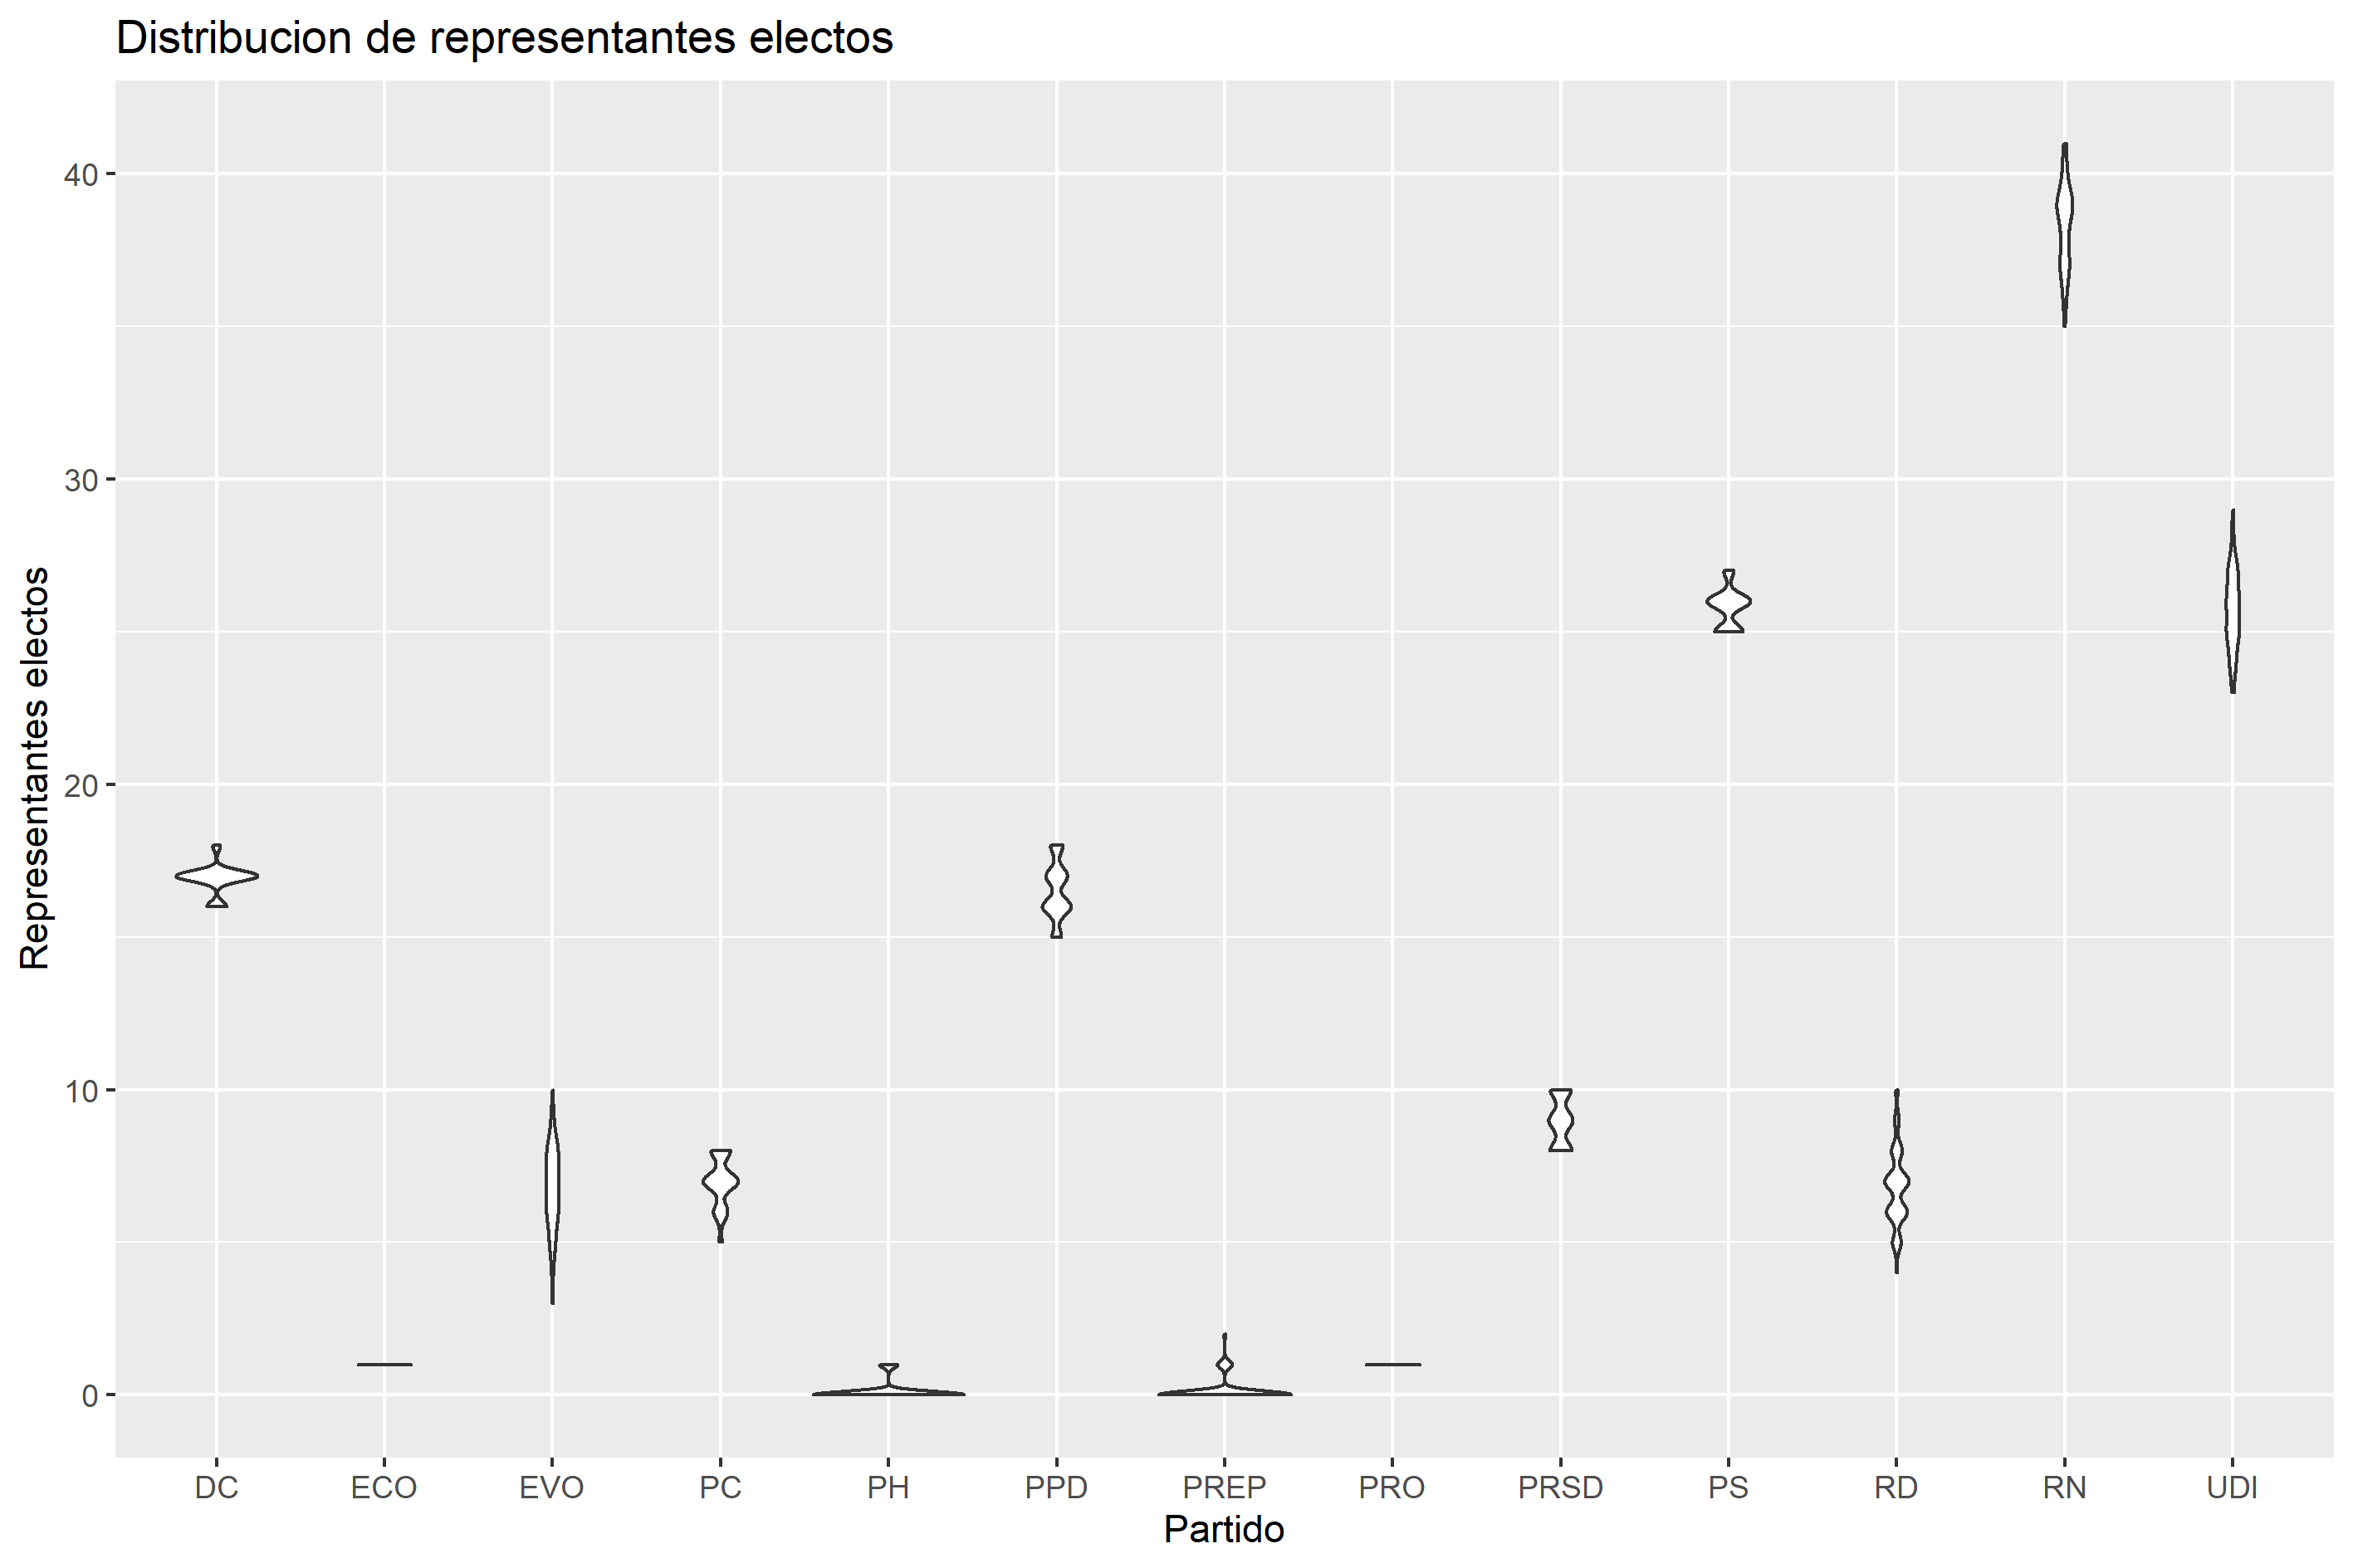 Distribucion de representantes electos
Representantes electos
40
30
20
10
0
DC ECO EVO PC PH PPD PREP PRO PRSD PS RD RN UDI
Partido